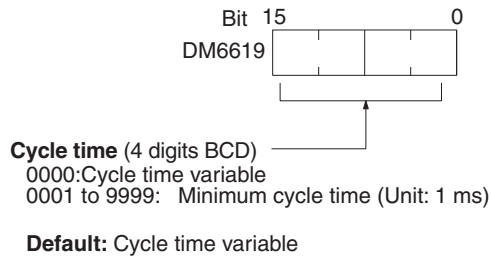 Bit 15 0
DM6619
Cycle time (4 digits BCD)
0000:Cycle time variable
0001 to 9999: Minimum cycle time (Unit: 1 ms)
Default: Cycle time variable